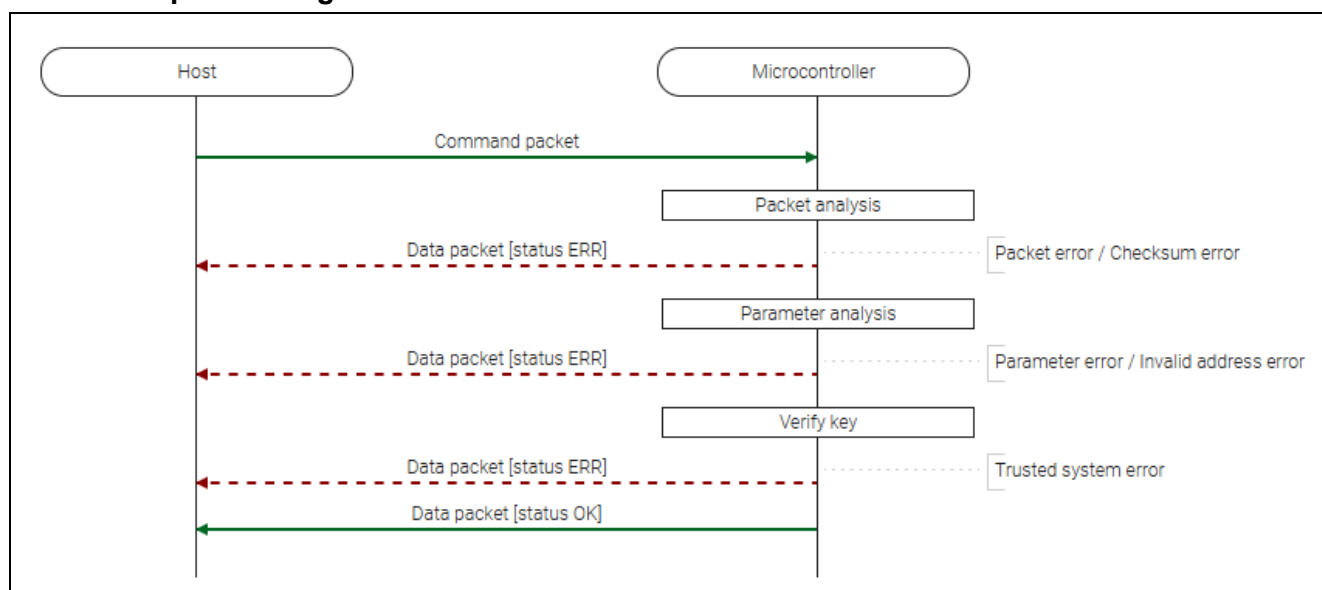 Host
Microcontroller
Command packet
Packet analysis
Data packet [status ERR]
Packet error / Checksum error
Parameter analysis
Data packet [status ERR]
Parameter error / Invalid address error
Verify key
Data packet [status ERR]
Trusted system error
Data packet [status OK]